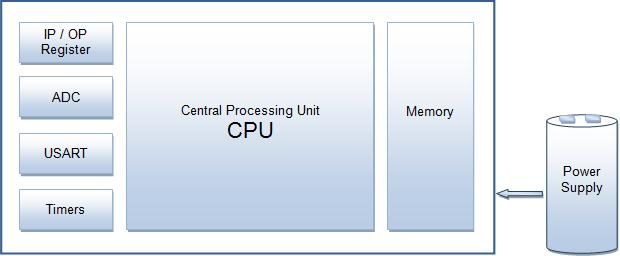 IP / OP
Register
ADC
USART
Timers
Central Processing Unit
CPU
Memory
Power
Supply